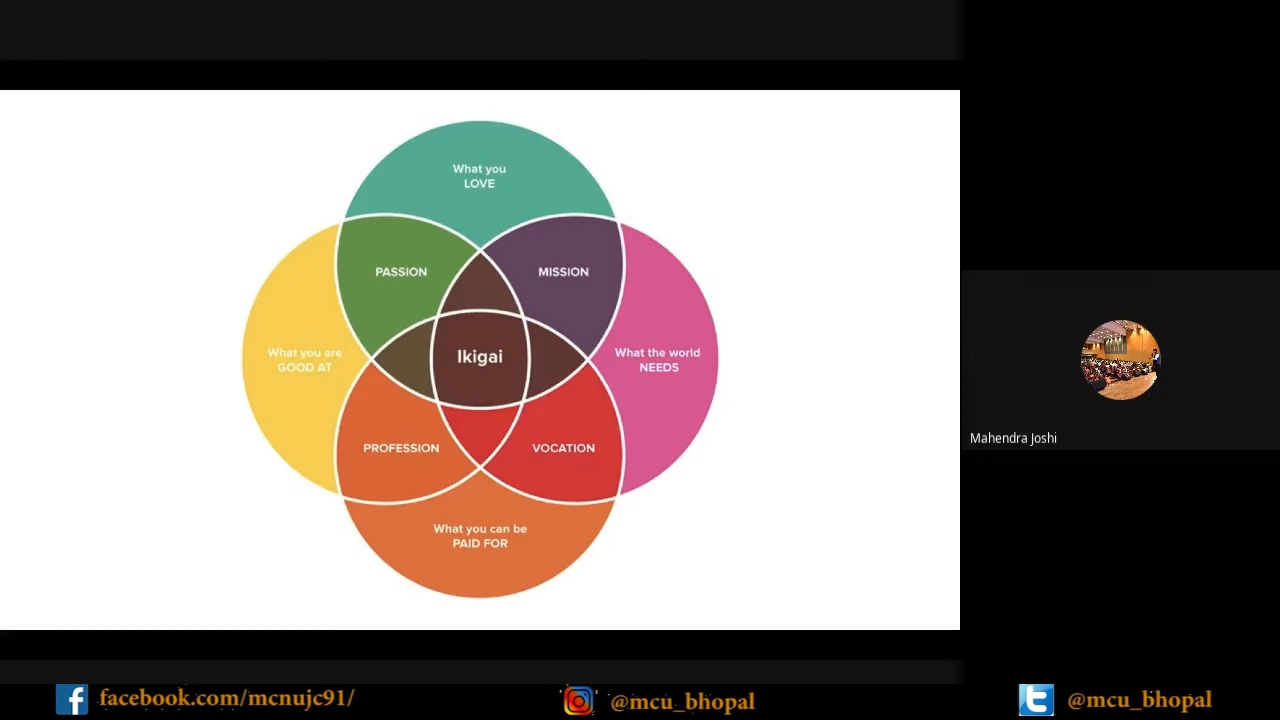 What you
LOVE
PASSION
MISSION
What you are
GOOD AT
Ikigai
What the world
NEEDS
PROFESSION
VOCATION
What you can be
PAID FOR
Mahendra Joshi
facebook.com/mcnujc91/
@mcu_bhopal
@mcu_bhopal